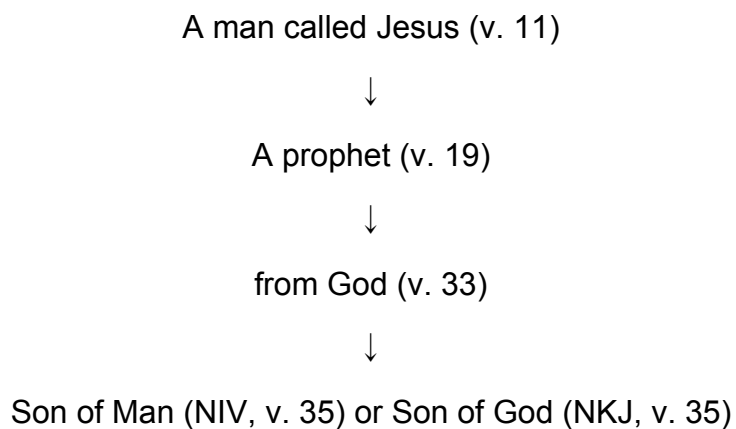 A man called Jesus (v. 11)
↓
A prophet (v. 19)
↓
from God (v. 33)
↓
Son of Man (NIV, v. 35) or Son of God (NKJ, v. 35)